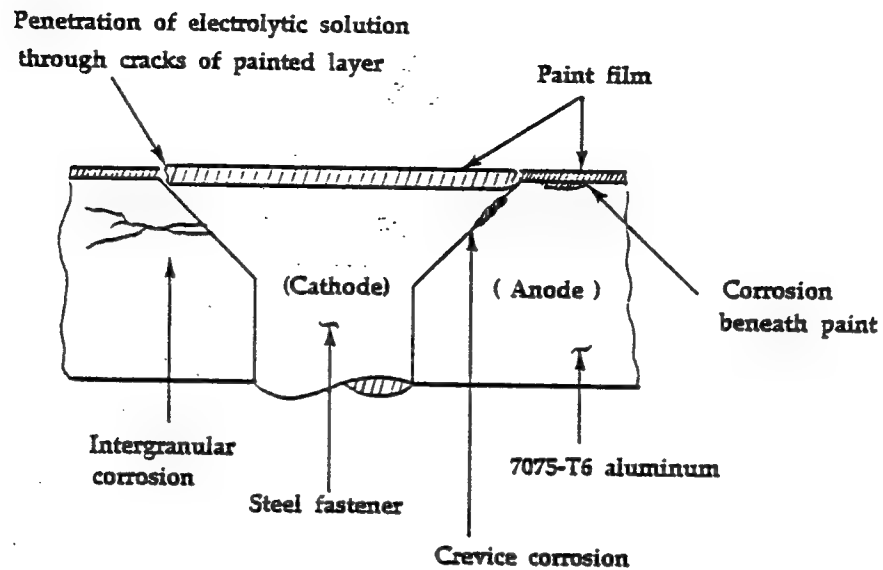 Penetration of electrolytic solution
through cracks of painted layer
Paint film
(Cathode)
( Anode )
Corrosion
beneath paint
Intergranular
corrosion
7075-T6 aluminum
Steel fastener
Crevice corrosion